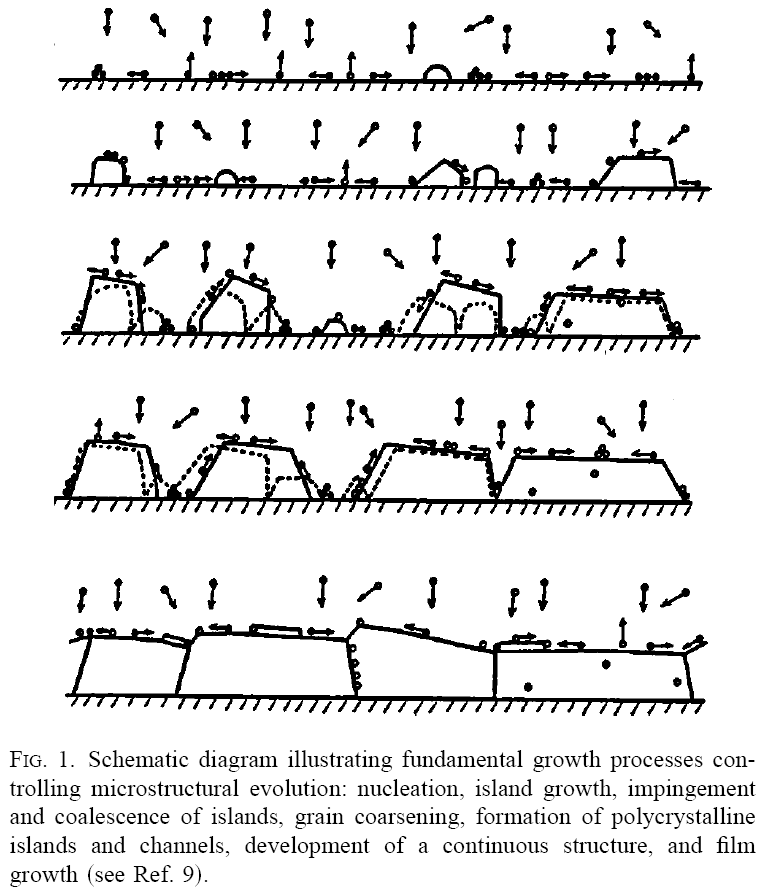 FIG. 1. Schematic diagram illustrating fundamental growth processes con-
trolling microstructural evolution: nucleation, island growth, impingement
and coalescence of islands, grain coarsening, formation of polycrystalline
islands and channels, development of a continuous structure, and film
growth (see Ref. 9).